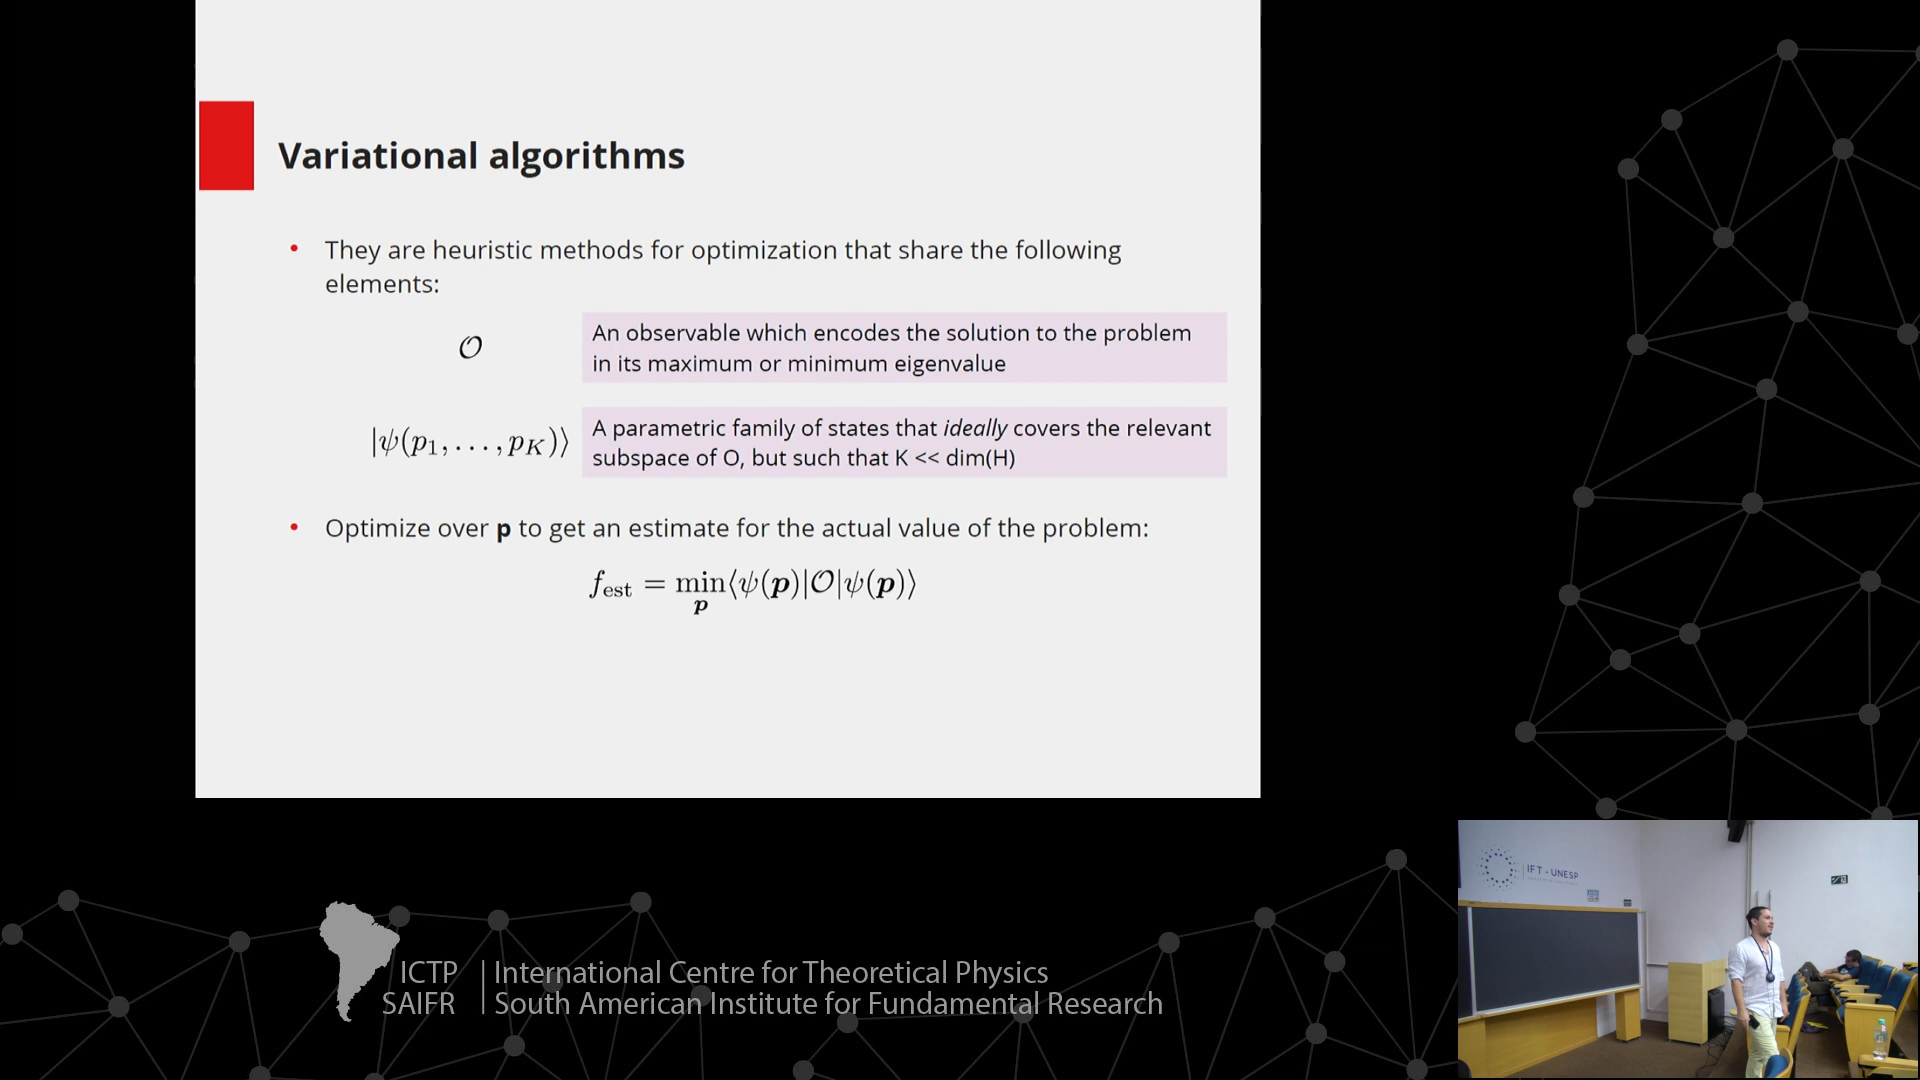 Variational algorithms
• They are heuristic methods for optimization that share the following
elements:
𝒪
An observable which encodes the solution to the problem
in its maximum or minimum eigenvalue
|ψ(p₁, . . . , p_K)⟩
A parametric family of states that ideally covers the relevant
subspace of O, but such that K << dim(H)
• Optimize over p to get an estimate for the actual value of the problem:
f_est = min_p ⟨ψ(p)|𝒪|ψ(p)⟩
IFT - UNESP
ICTP | International Centre for Theoretical Physics
SAIFR | South American Institute for Fundamental Research